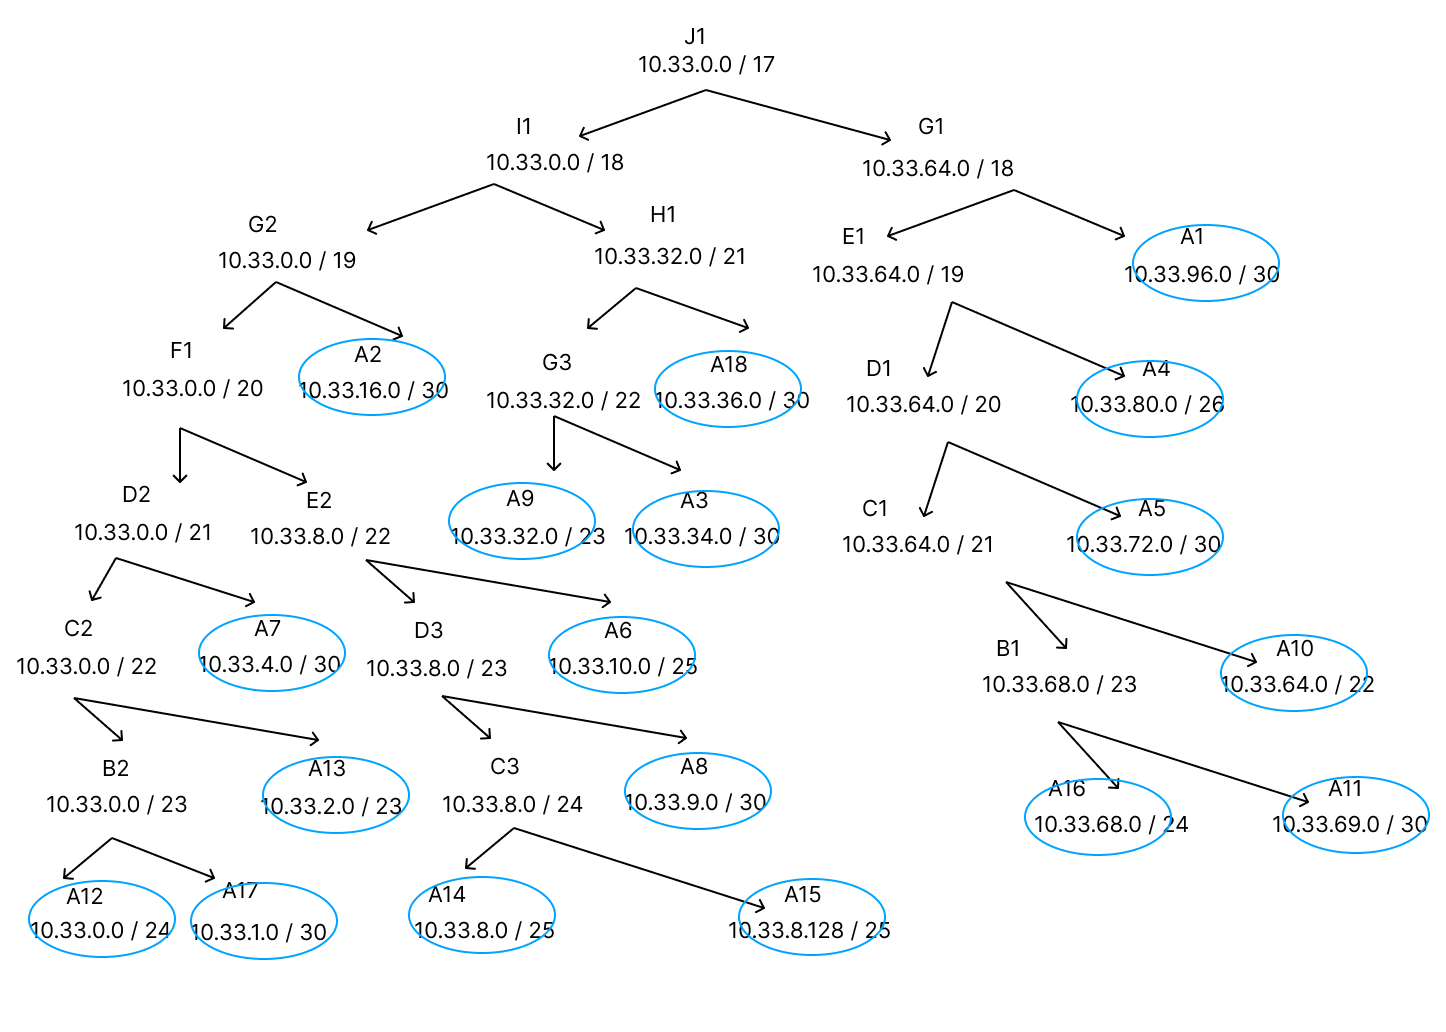 J1
10.33.0.0 / 17
I1
10.33.0.0 / 18
G1
10.33.64.0 / 18
G2
10.33.0.0 / 19
H1
10.33.32.0 / 21
E1
10.33.64.0 / 19
A1
10.33.96.0 / 30
F1
10.33.0.0 / 20
A2
10.33.16.0 / 30
G3
10.33.32.0 / 22
A18
10.33.36.0 / 30
D1
10.33.64.0 / 20
A4
10.33.80.0 / 26
D2
10.33.0.0 / 21
E2
10.33.8.0 / 22
A9
10.33.32.0 / 23
A3
10.33.34.0 / 30
C1
10.33.64.0 / 21
A5
10.33.72.0 / 30
C2
10.33.0.0 / 22
A7
10.33.4.0 / 30
D3
10.33.8.0 / 23
A6
10.33.10.0 / 25
B1
10.33.68.0 / 23
A10
10.33.64.0 / 22
B2
10.33.0.0 / 23
A13
10.33.2.0 / 23
C3
10.33.8.0 / 24
A8
10.33.9.0 / 30
A16
10.33.68.0 / 24
A11
10.33.69.0 / 30
A12
10.33.0.0 / 24
A17
10.33.1.0 / 30
A14
10.33.8.0 / 25
A15
10.33.8.128 / 25